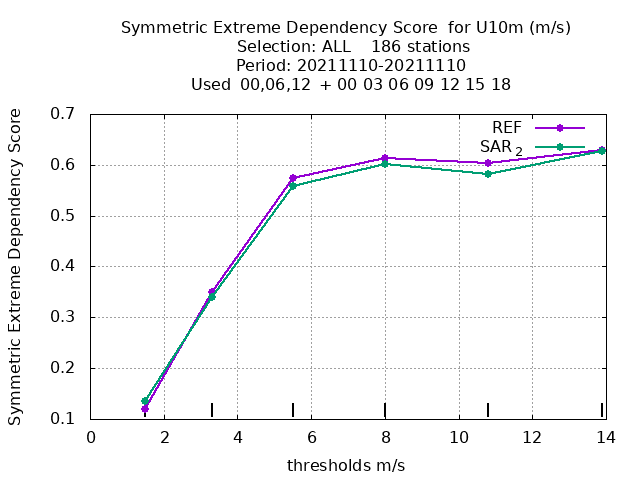 Symmetric Extreme Dependency Score  for U10m (m/s)
Selection: ALL    186 stations
Period: 20211110-20211110
Used  00,06,12  + 00 03 06 09 12 15 18
Symmetric Extreme Dependency Score
0.7
0.6
0.5
0.4
0.3
0.2
0.1
REF
SAR 2
0 2 4 6 8 10 12 14
thresholds m/s